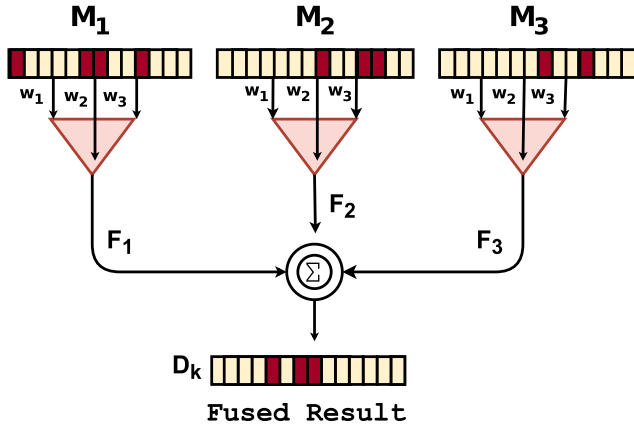 M1 M2 M3
w1 w2 w3 w1 w2 w3 w1 w2 w3
F2
F1 F3
Σ
Dk
Fused Result